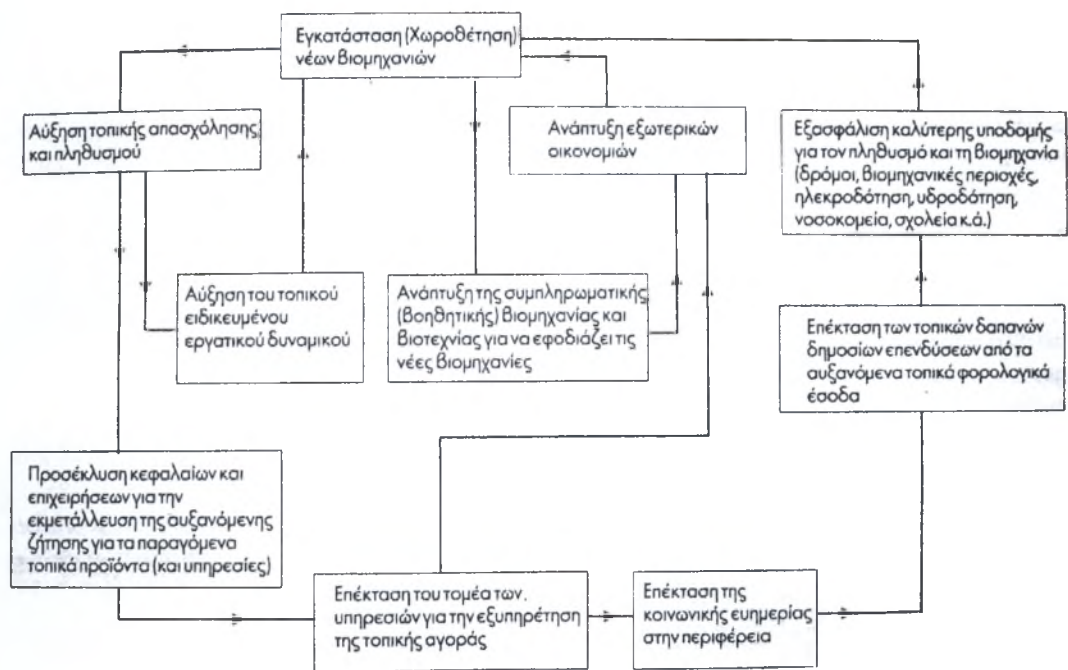 Εγκατάσταση (Χωροθέτηση)
νέων βιομηχανιών
Αύξηση τοπικής απασχόλησης
και πληθυσμού
Ανάπτυξη εξωτερικών
οικονομιών
Εξασφάλιση καλύτερης υποδομής
για τον πληθυσμό και τη βιομηχανία
(δρόμοι, βιομηχανικές περιοχές,
ηλεκροδότηση, υδροδότηση,
νοσοκομεία, σχολεία κ.ά.)
Αύξηση του τοπικού
ειδικευμένου
εργατικού δυναμικού
Ανάπτυξη της συμπληρωματικής
(βοηθητικής) βιομηχανίας και
βιοτεχνίας για να εφοδιάζει τις
νέες βιομηχανίες
Επέκταση των τοπικών δαπανών
δημοσίων επενδύσεων από τα
αυξανόμενα τοπικά φορολογικά
έσοδα
Προσέκλυση κεφαλαίων και
επιχειρήσεων για την
εκμετάλλευση της αυξανόμενης
ζήτησης για τα παραγόμενα
τοπικά προϊόντα (και υπηρεσίες)
Επέκταση του τομέα των
υπηρεσιών για την εξυπηρέτηση
της τοπικής αγοράς
Επέκταση της
κοινωνικής ευημερίας
στην περιφέρεια